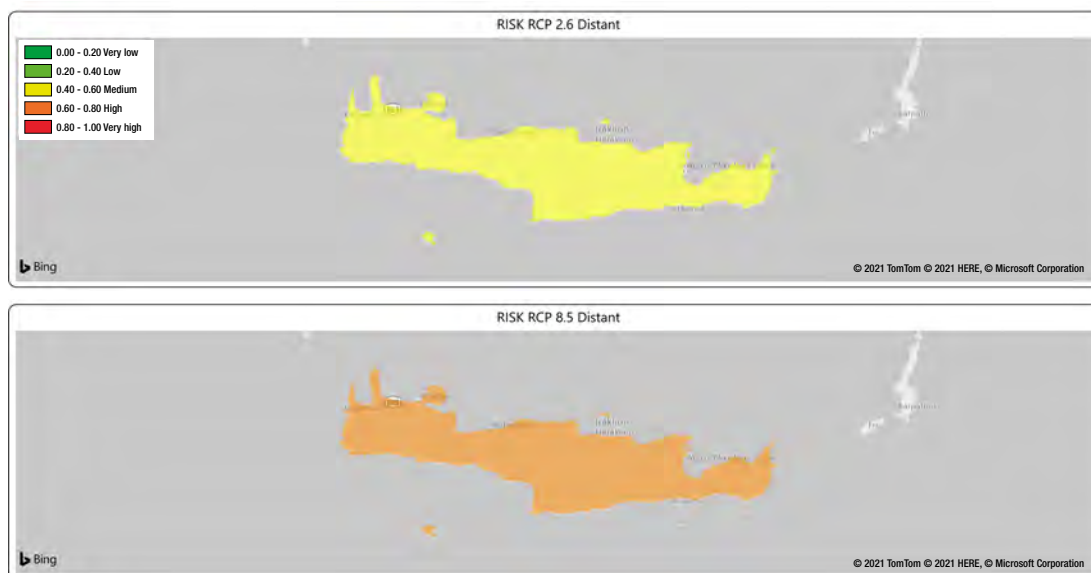 RISK RCP 2.6 Distant
0.00 - 0.20 Very low
0.20 - 0.40 Low
0.40 - 0.60 Medium
0.60 - 0.80 High
0.80 - 1.00 Very high
Bing
© 2021 TomTom © 2021 HERE, © Microsoft Corporation
RISK RCP 8.5 Distant
Bing
© 2021 TomTom © 2021 HERE, © Microsoft Corporation